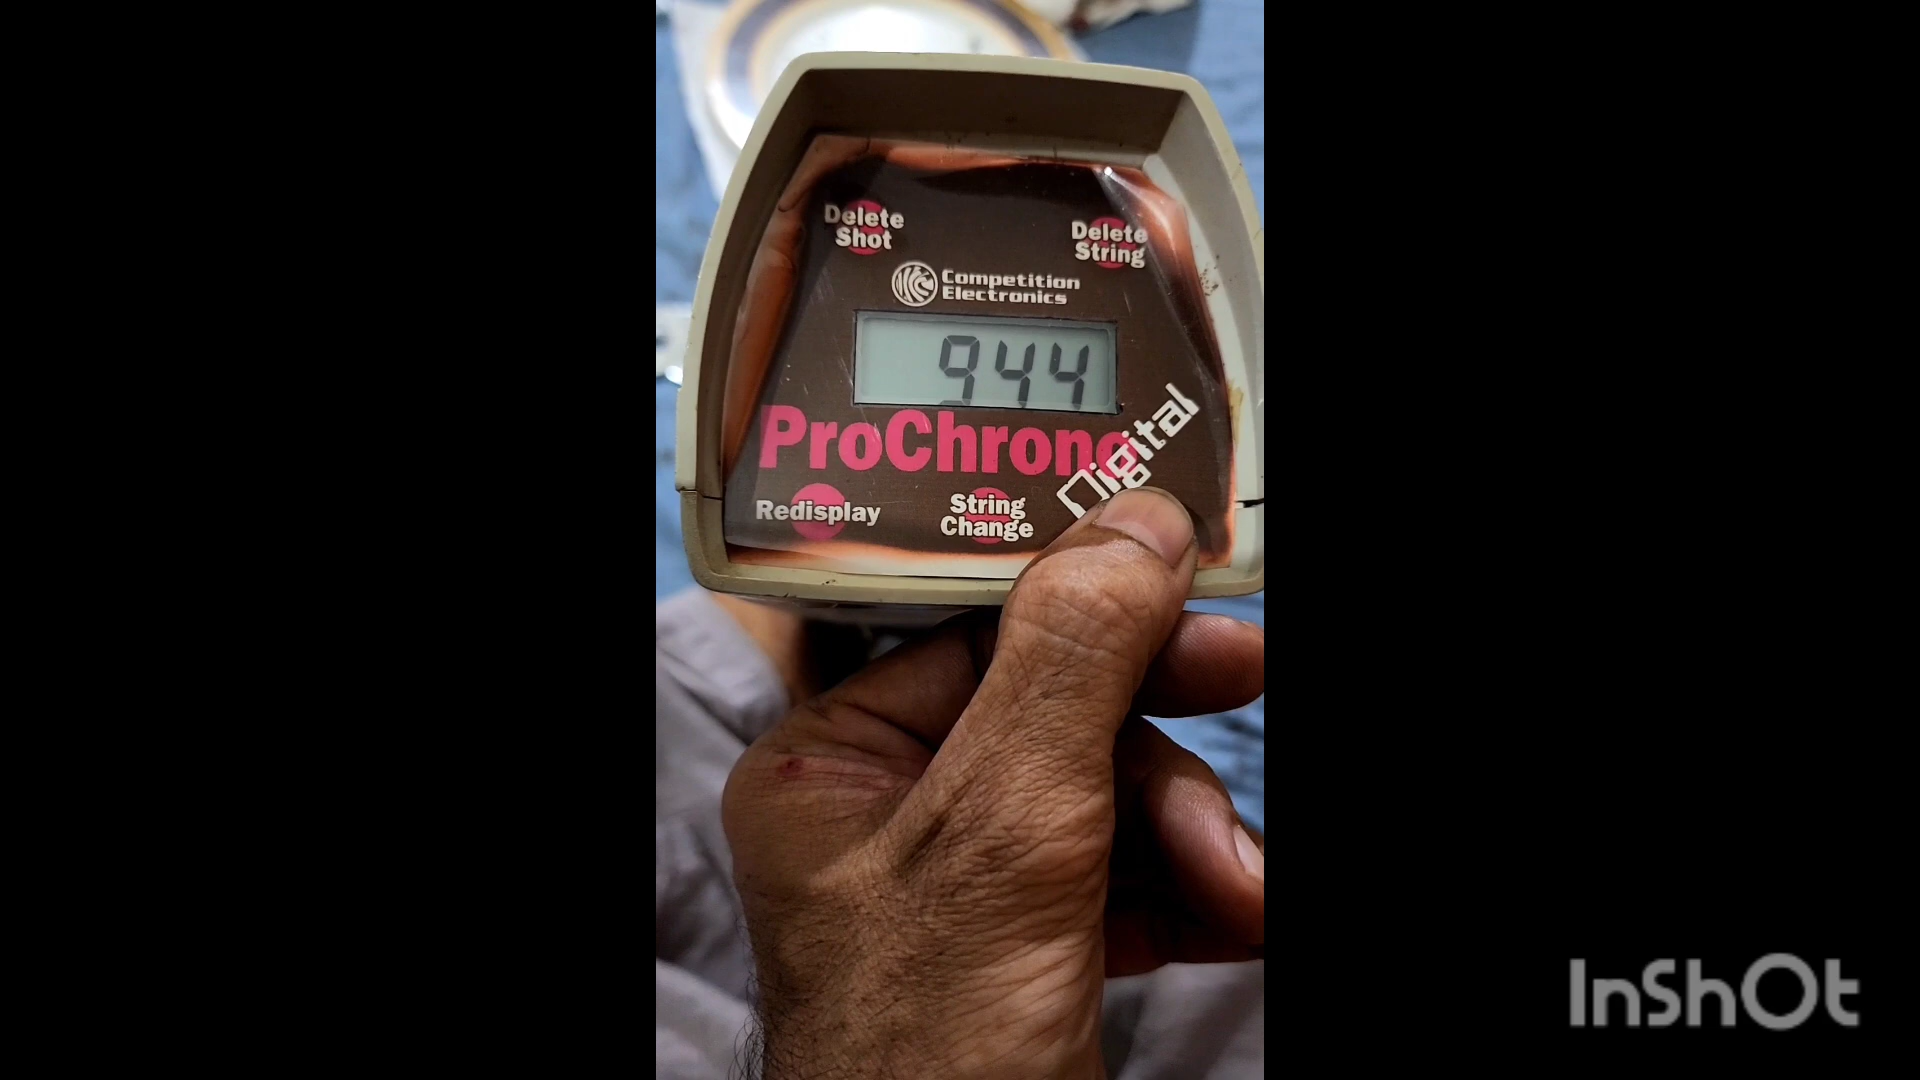 Delete
Shot
Delete
String
Competition
Electronics
944
ProChrono
Digital
Redisplay
String
Change
InShOt